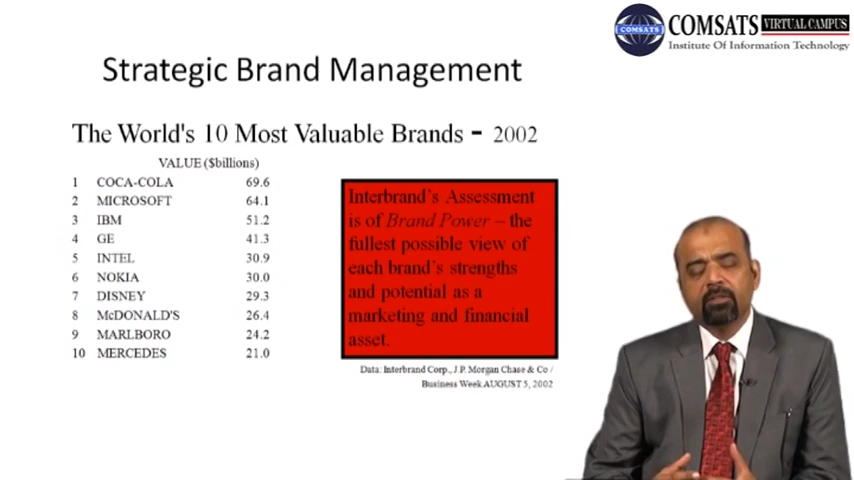 COMSATS
COMSATS VIRTUAL CAMPUS
Institute Of Information Technology
Strategic Brand Management
The World's 10 Most Valuable Brands - 2002
VALUE ($billions)
1 COCA-COLA 69.6
2 MICROSOFT 64.1
3 IBM 51.2
4 GE 41.3
5 INTEL 30.9
6 NOKIA 30.0
7 DISNEY 29.3
8 McDONALD'S 26.4
9 MARLBORO 24.2
10 MERCEDES 21.0
Interbrand's Assessment
is of Brand Power – the
fullest possible view of
each brand's strengths
and potential as a
marketing and financial
asset.
Data: Interbrand Corp., J.P. Morgan Chase & Co /
Business Week.AUGUST 5, 2002